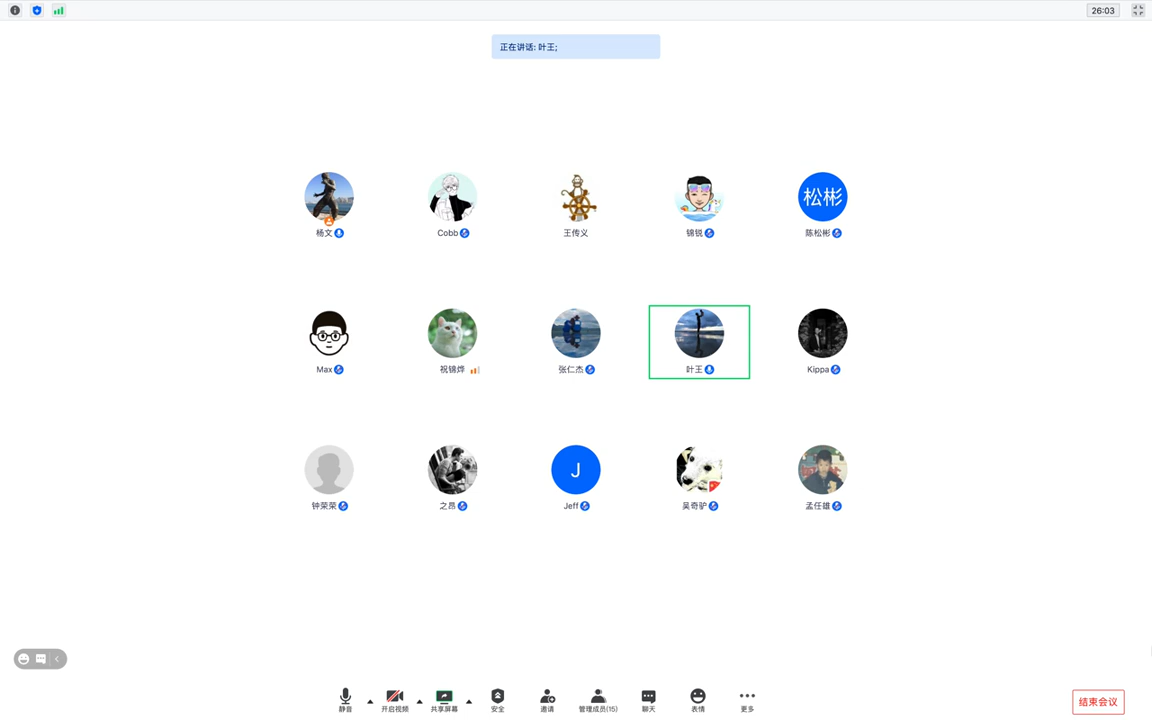 26:03
正在讲话: 叶王;
松彬
杨文
Cobb
王传义
锦锐
陈松彬
Max
祝锦烨
张仁杰
叶王
Kippa
J
钟荣荣
之昂
Jeff
吴奇驴
孟任雄
静音
开启视频
共享屏幕
安全
邀请
管理成员(15)
聊天
表情
更多
结束会议